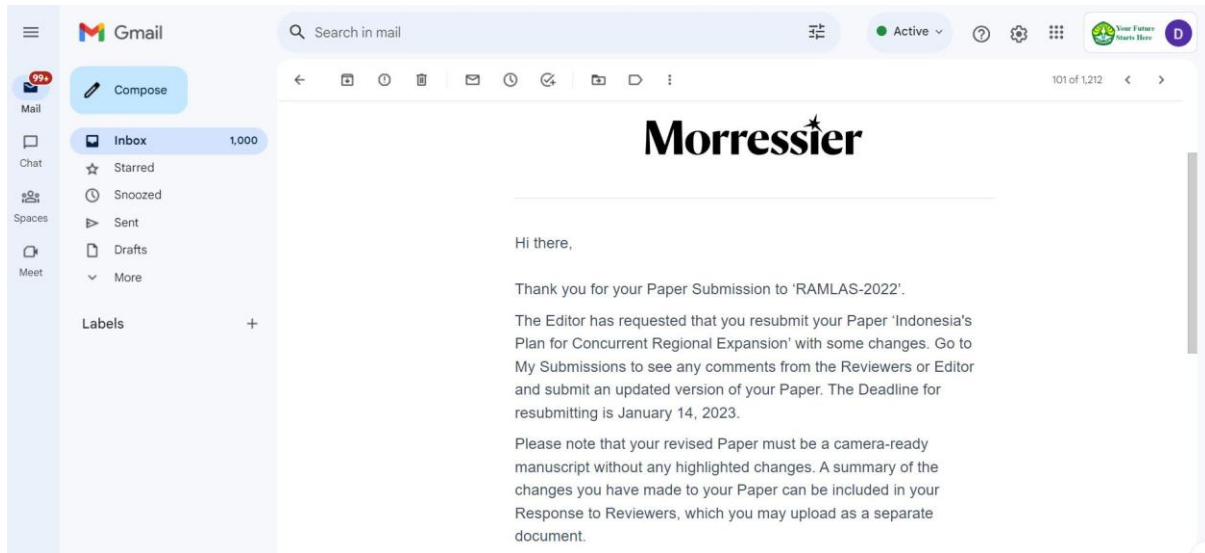 Gmail
Search in mail
Active
Your Future
Starts Here
D
99+
Mail
Compose
101 of 1,212
Inbox 1,000
Chat
Starred
Snoozed
Spaces
Sent
Drafts
Meet
More
Labels
Morressier
Hi there,
Thank you for your Paper Submission to ‘RAMLAS-2022’.
The Editor has requested that you resubmit your Paper ‘Indonesia's
Plan for Concurrent Regional Expansion’ with some changes. Go to
My Submissions to see any comments from the Reviewers or Editor
and submit an updated version of your Paper. The Deadline for
resubmitting is January 14, 2023.
Please note that your revised Paper must be a camera-ready
manuscript without any highlighted changes. A summary of the
changes you have made to your Paper can be included in your
Response to Reviewers, which you may upload as a separate
document.